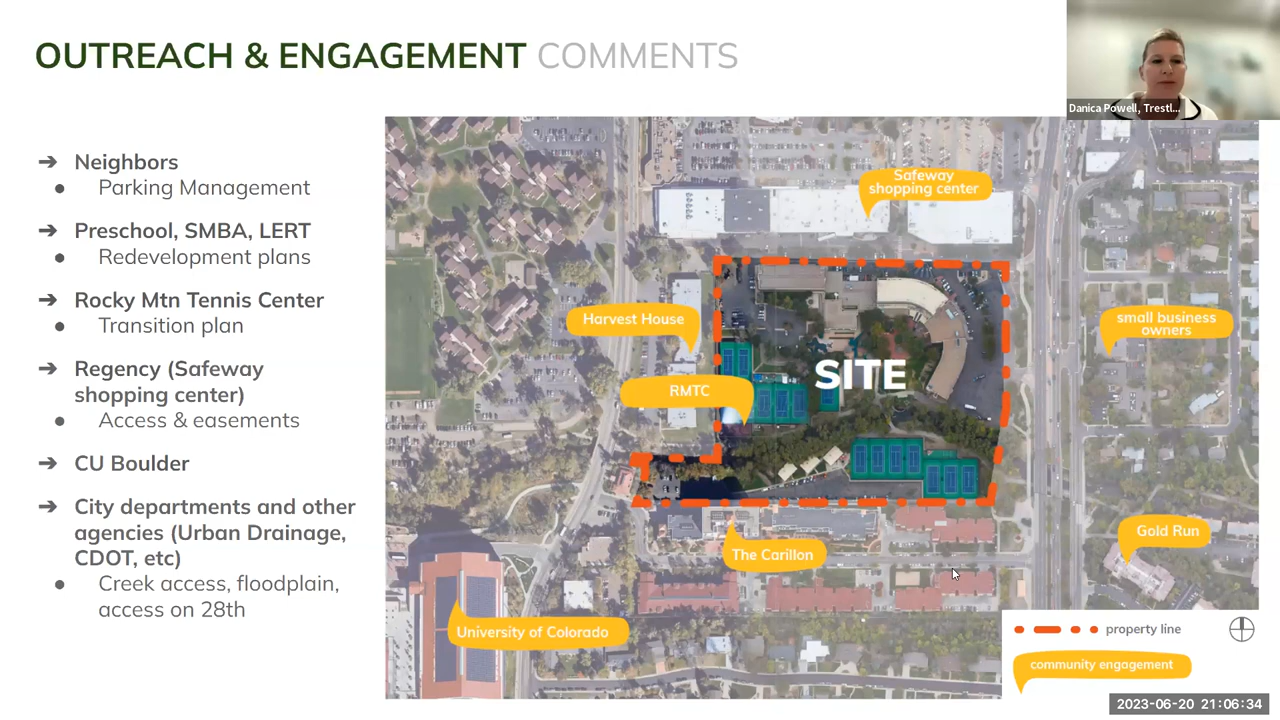 OUTREACH & ENGAGEMENT COMMENTS
Danica Powell, Trestl...
➔ Neighbors
● Parking Management
➔ Preschool, SMBA, LERT
● Redevelopment plans
➔ Rocky Mtn Tennis Center
● Transition plan
➔ Regency (Safeway
shopping center)
● Access & easements
➔ CU Boulder
➔ City departments and other
agencies (Urban Drainage,
CDOT, etc)
● Creek access, floodplain,
access on 28th
Safeway
shopping center
Harvest House
small business
owners
SITE
RMTC
Gold Run
The Carillon
University of Colorado
property line
community engagement
2023-06-20 21:06:34